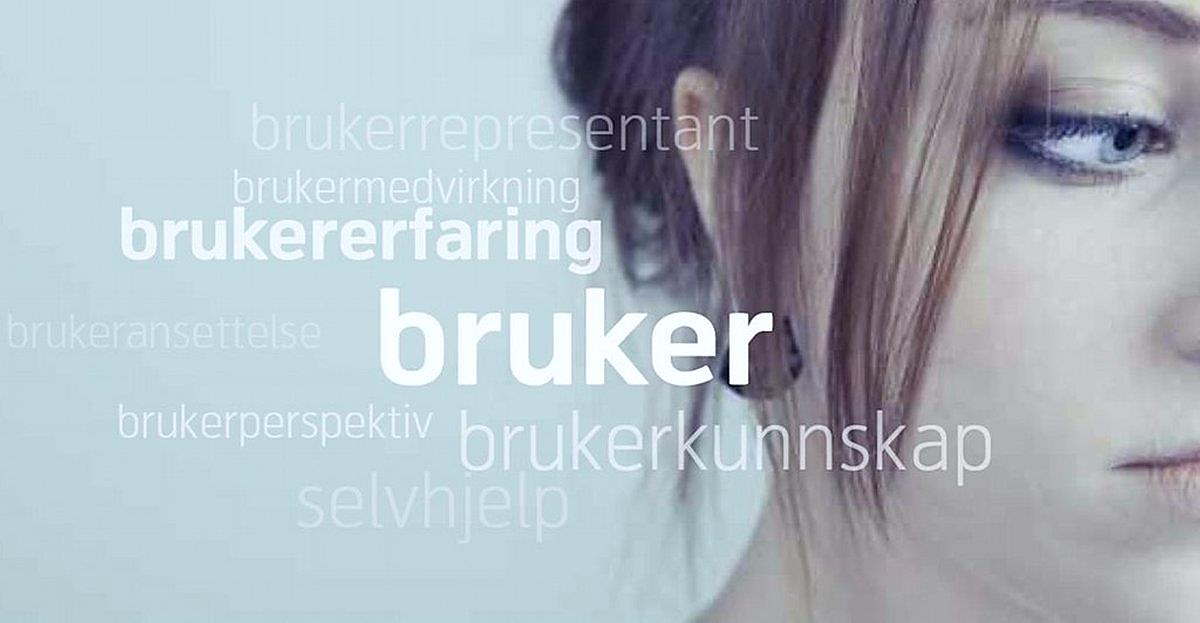 brukerrepresentant
brukermedvirkning
brukererfaring
bruker
brukeransettelse
brukerperspektiv
brukerkunnskap
selvhjelp